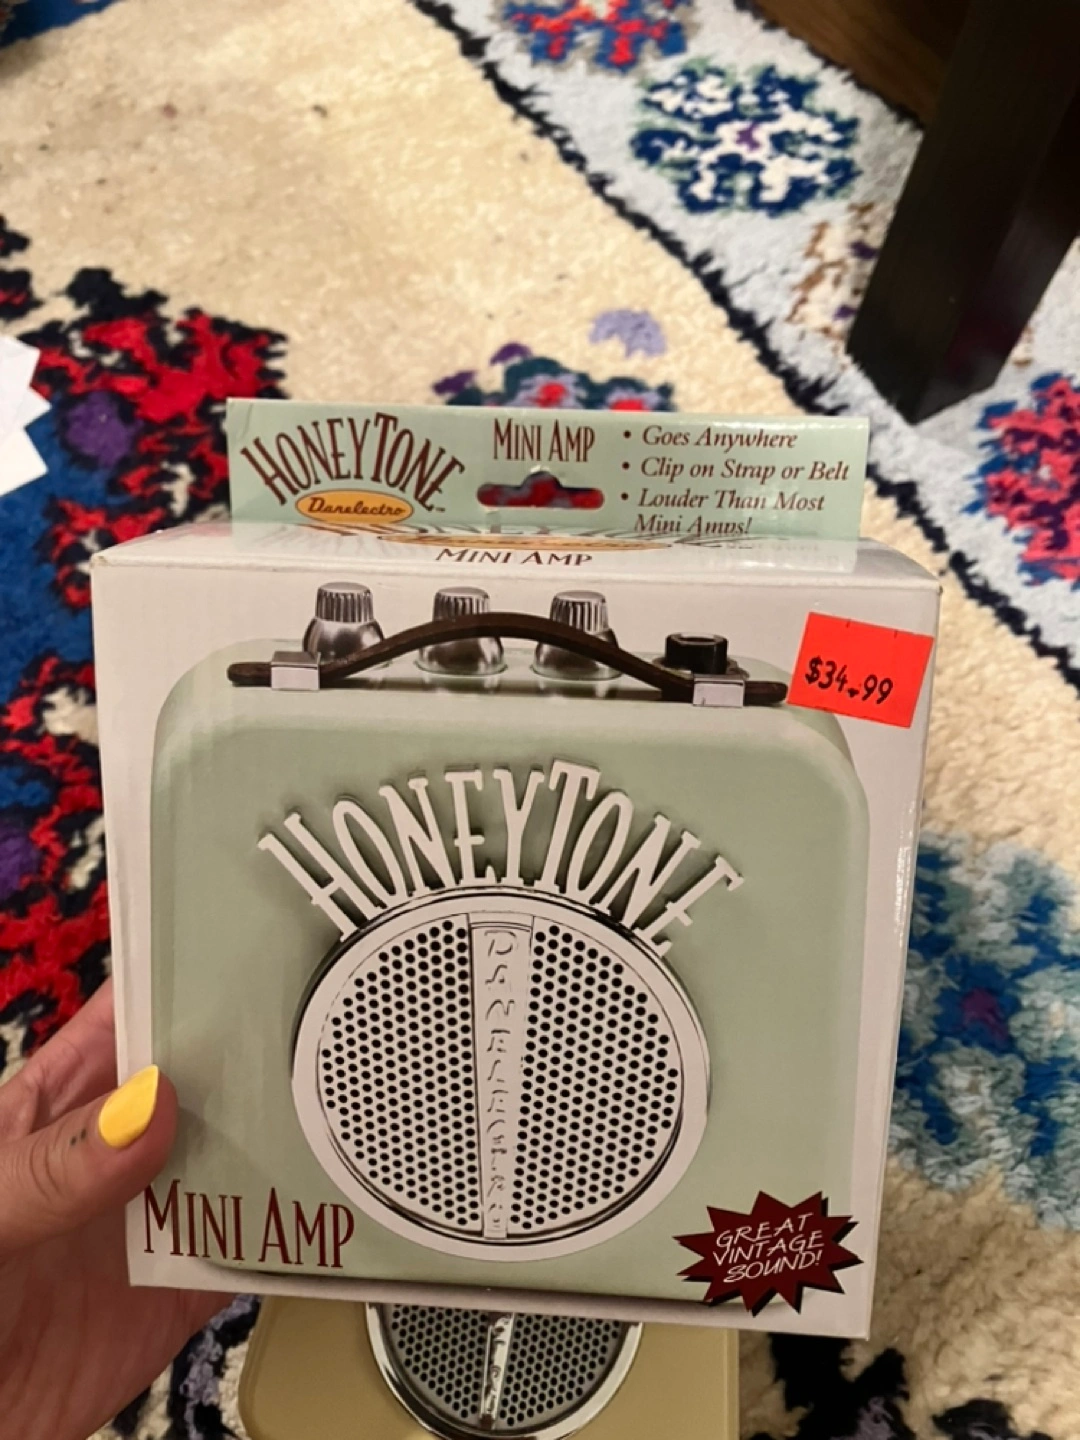 HONEYTONE
Danelectro™
MINI AMP
• Goes Anywhere
• Clip on Strap or Belt
• Louder Than Most
Mini Amps!
MINI AMP
$34.99
HONEYTONE
DANELECTRO
MINI AMP
GREAT
VINTAGE
SOUND!